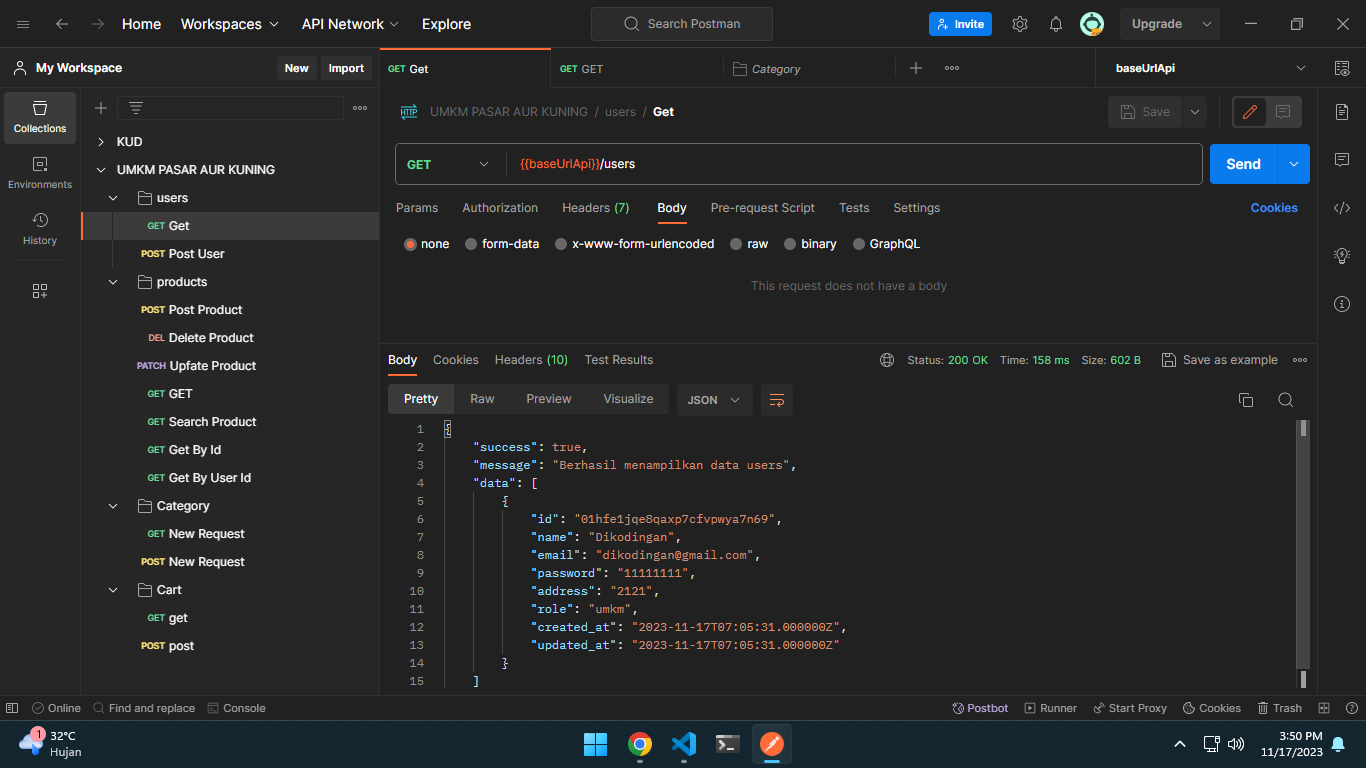 Home Workspaces API Network Explore Search Postman Invite Upgrade
My Workspace New Import GET Get GET GET Category baseUrlApi
Collections
Environments
History
KUD
UMKM PASAR AUR KUNING
users
GET Get
POST Post User
products
POST Post Product
DEL Delete Product
PATCH Upfate Product
GET GET
GET Search Product
GET Get By Id
GET Get By User Id
Category
GET New Request
POST New Request
Cart
GET get
POST post
HTTP UMKM PASAR AUR KUNING / users / Get Save
GET {{baseUrlApi}}/users Send
Params Authorization Headers (7) Body Pre-request Script Tests Settings Cookies
none form-data x-www-form-urlencoded raw binary GraphQL
This request does not have a body
Body Cookies Headers (10) Test Results Status: 200 OK Time: 158 ms Size: 602 B Save as example
Pretty Raw Preview Visualize JSON
1 {
2 "success": true,
3 "message": "Berhasil menampilkan data users",
4 "data": [
5 {
6 "id": "01hfe1jqe8qaxp7cfvpwya7n69",
7 "name": "Dikodingan",
8 "email": "dikodingan@gmail.com",
9 "password": "11111111",
10 "address": "2121",
11 "role": "umkm",
12 "created_at": "2023-11-17T07:05:31.000000Z",
13 "updated_at": "2023-11-17T07:05:31.000000Z"
14 }
15 ]
Online Find and replace Console Postbot Runner Start Proxy Cookies Trash
1 32°C
Hujan
3:50 PM
11/17/2023